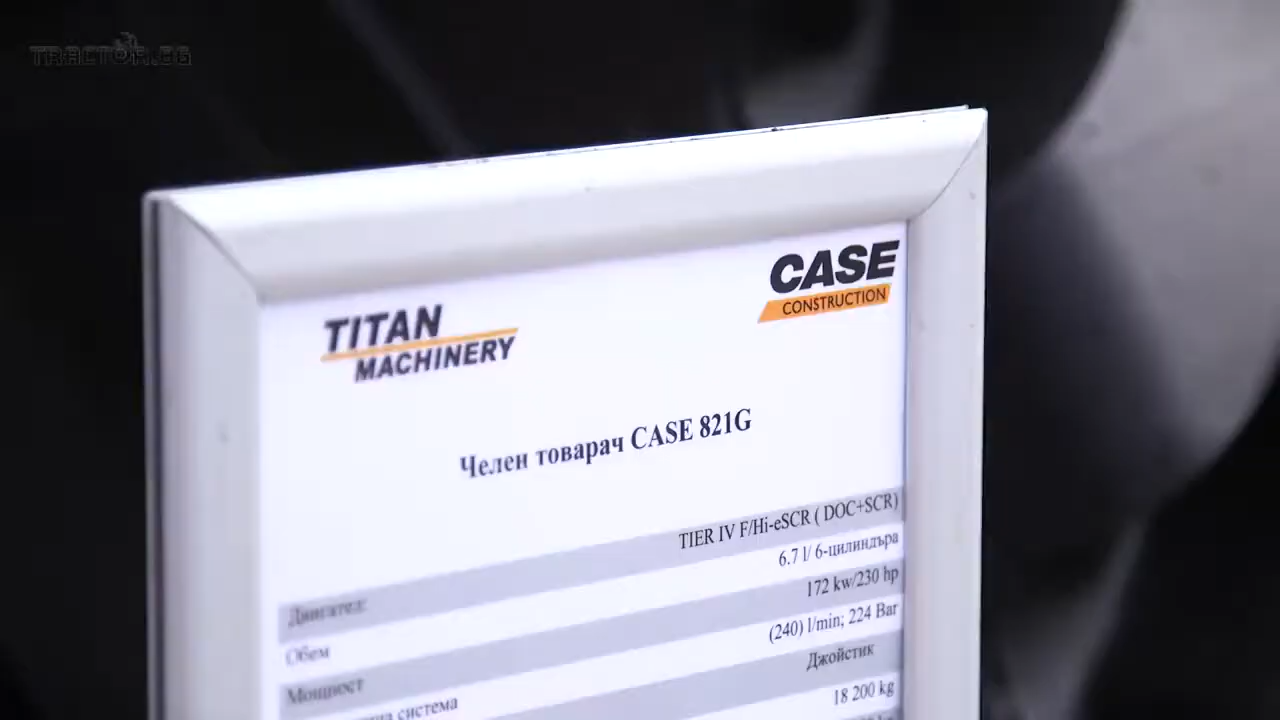 TRACTOR.BG
TITAN
MACHINERY
CASE
CONSTRUCTION
Челен товарач CASE 821G
Двигател: TIER IV F/Hi-eSCR ( DOC+SCR)
Обем 6.7 l/ 6-цилиндъра
Мощност 172 kw/230 hp
система (240) l/min; 224 Bar
Джойстик
18 200 kg